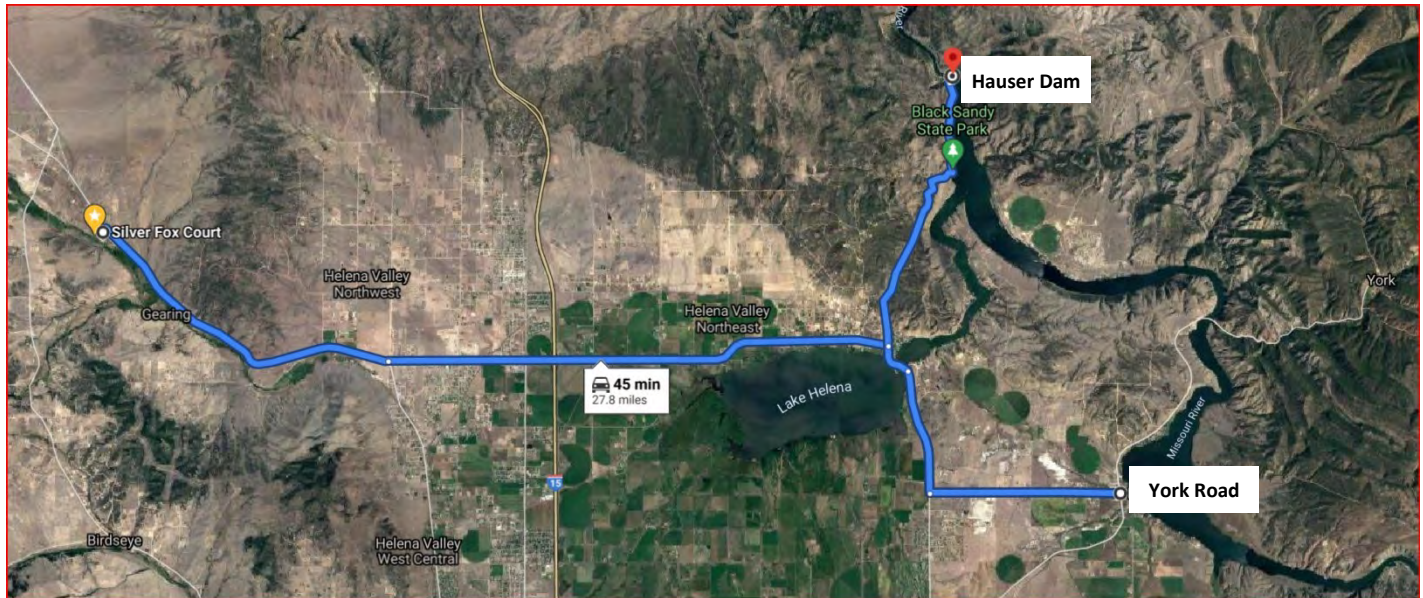 River
Hauser Dam
Black Sandy
State Park
Silver Fox Court
Helena Valley
Northwest
York
Gearing
Helena Valley
Northeast
45 min
27.8 miles
Lake Helena
Missouri River
15
York Road
Birdseye
Helena Valley
West Central